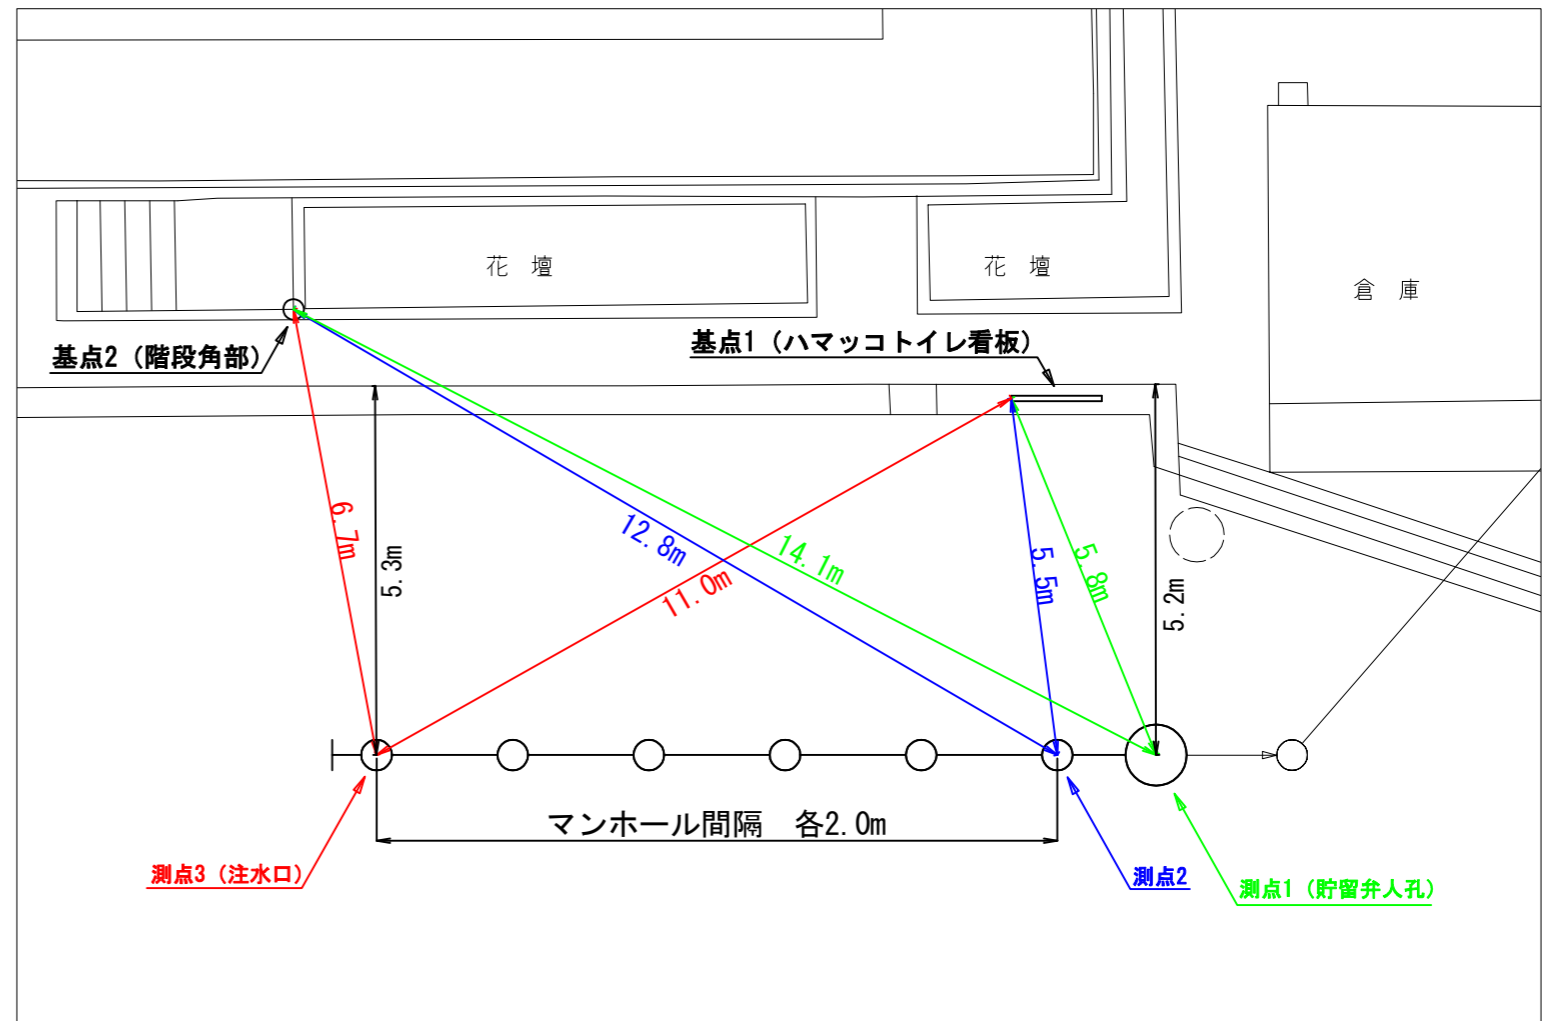 花 壇
花 壇
倉 庫
基点2（階段角部）
基点1（ハマッコトイレ看板）
6.7m
5.3m
12.8m
11.0m
14.1m
5.5m
5.8m
5.2m
マンホール間隔　各2.0m
測点3（注水口）
測点2
測点1（貯留弁人孔）